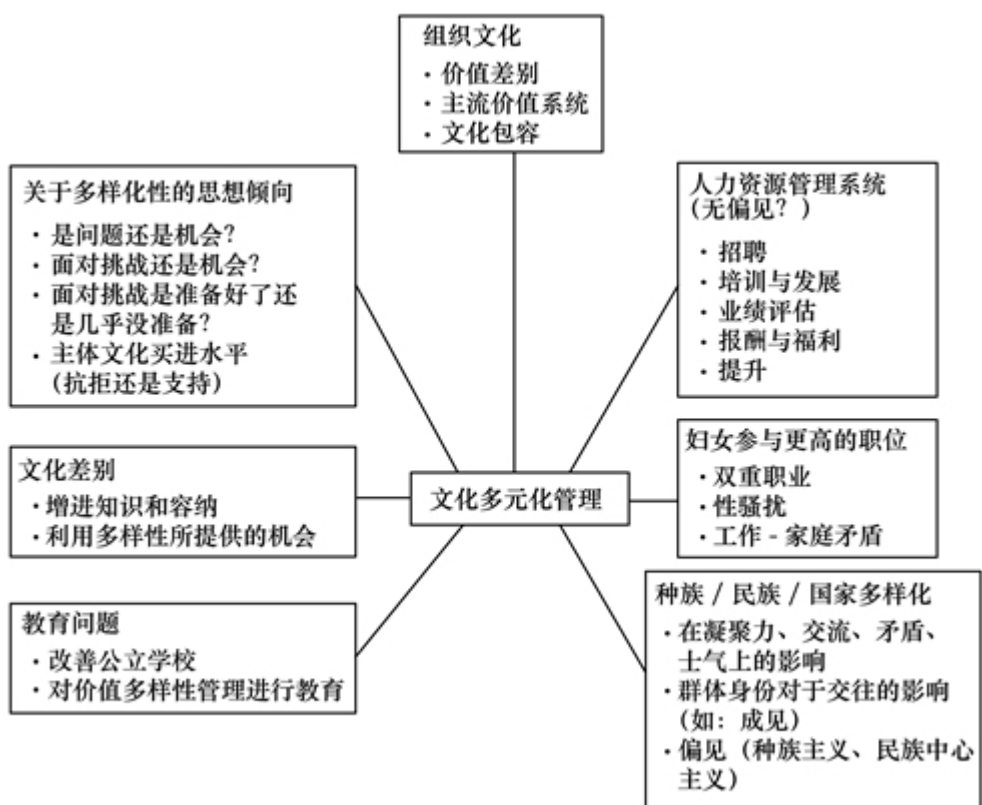 组织文化
· 价值差别
· 主流价值系统
· 文化包容
关于多样化性的思想倾向
· 是问题还是机会？
· 面对挑战还是机会？
· 面对挑战是准备好了还
是几乎没准备？
· 主体文化买进水平
（抗拒还是支持）
人力资源管理系统
（无偏见？）
· 招聘
· 培训与发展
· 业绩评估
· 报酬与福利
· 提升
文化差别
· 增进知识和容纳
· 利用多样性所提供的机会
文化多元化管理
妇女参与更高的职位
· 双重职业
· 性骚扰
· 工作 - 家庭矛盾
教育问题
· 改善公立学校
· 对价值多样性管理进行教育
种族 / 民族 / 国家多样化
· 在凝聚力、交流、矛盾、
士气上的影响
· 群体身份对于交往的影响
（如：成见）
· 偏见（种族主义、民族中心
主义）